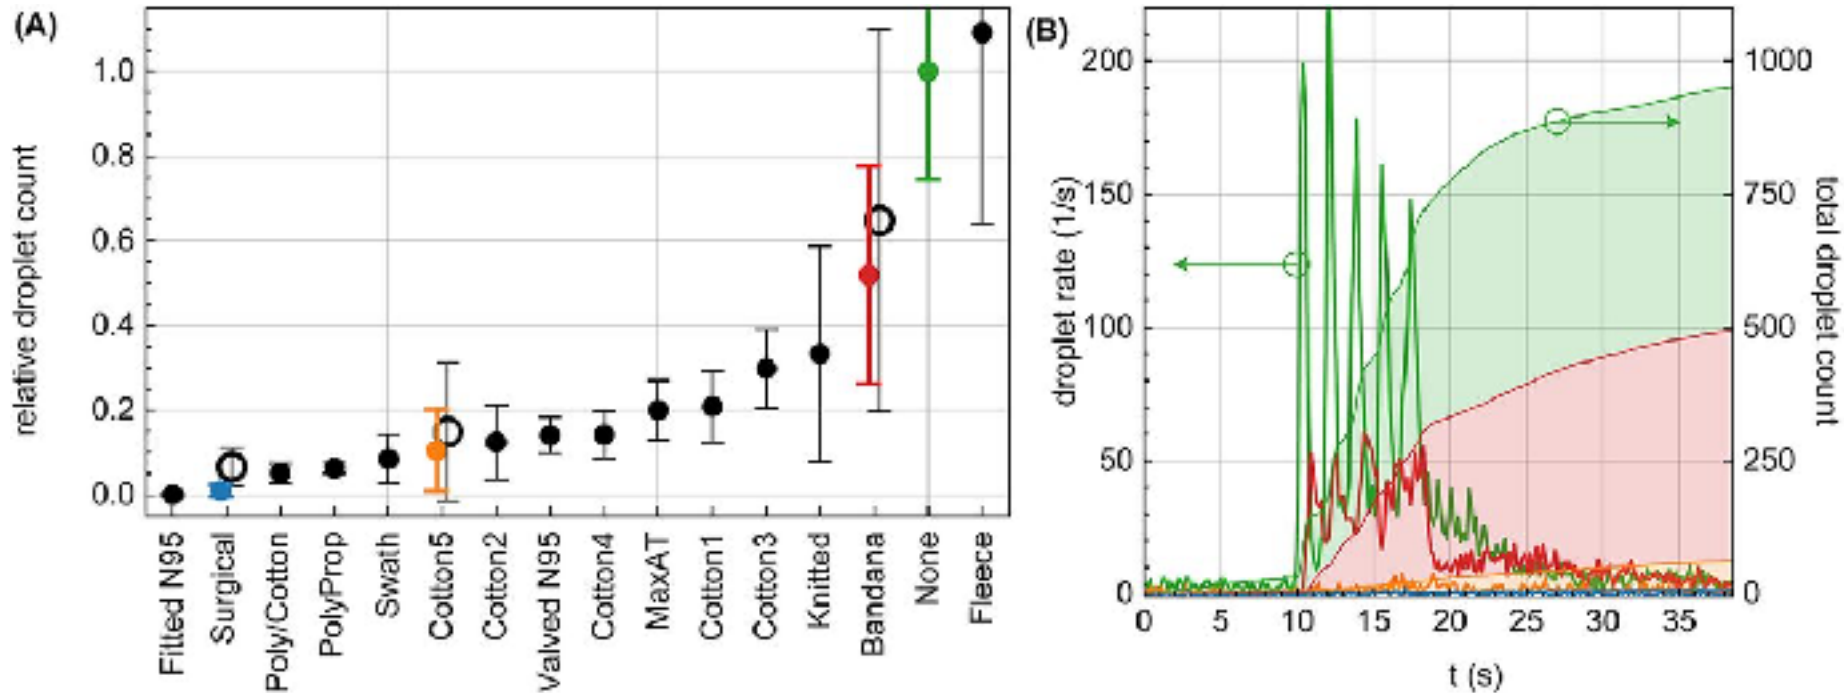 (A)
relative droplet count
1.0
0.8
0.6
0.4
0.2
0.0
Fitted N95
Surgical
Poly/Cotton
PolyProp
Swath
Cotton5
Cotton2
Valved N95
Cotton4
MaxAT
Cotton1
Cotton3
Knitted
Bandana
None
Fleece
(B)
droplet rate (1/s)
200
150
100
50
0
0
5
10
15
20
25
30
35
t (s)
1000
750
500
250
0
total droplet count